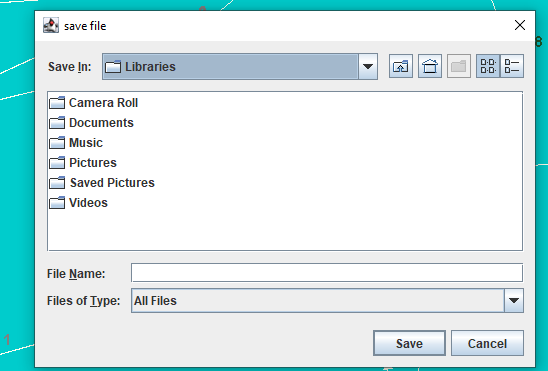 save file
Save In: Libraries
Camera Roll
Documents
Music
Pictures
Saved Pictures
Videos
File Name:
Files of Type: All Files
Save Cancel
8
1